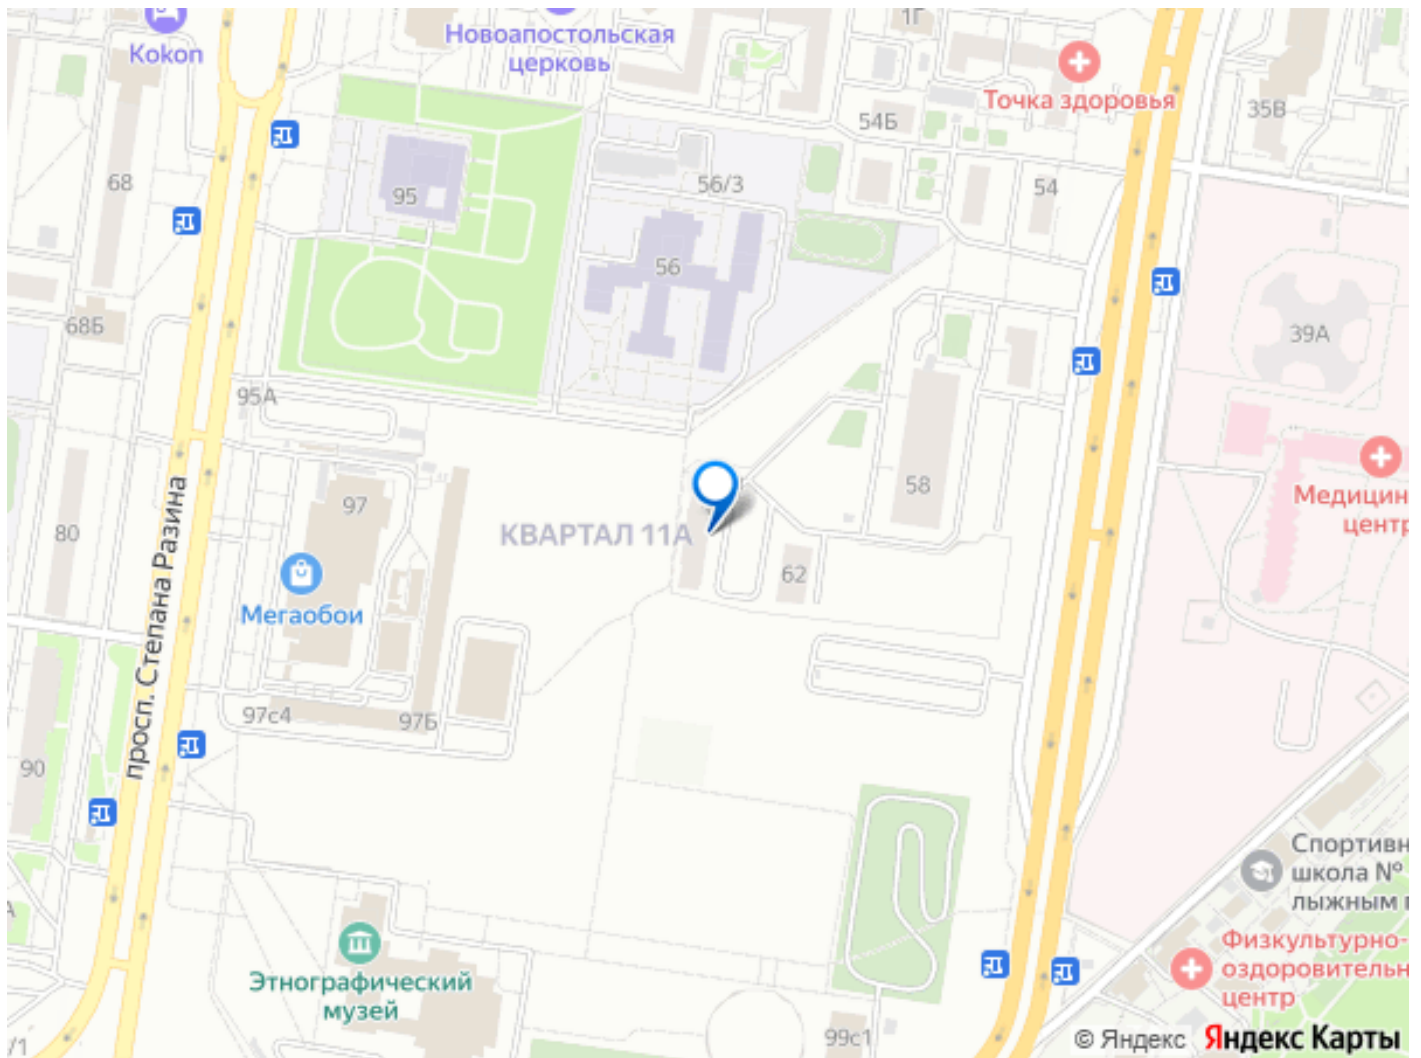 Кокоп
Новоапостольская
церковь
1Г
Точка здоровья
35В
54Б
68
95
56/3
54
56
68Б
39А
95А
58
Медицин
центр
97
80
КВАРТАЛ 11А
62
Мегаобои
просп. Степана Разина
97с4
97Б
90
Спортивн
школа №
лыжным г
Физкультурно-
оздоровительн
центр
Этнографический
музей
99с1
/1
© Яндекс Яндекс Карты